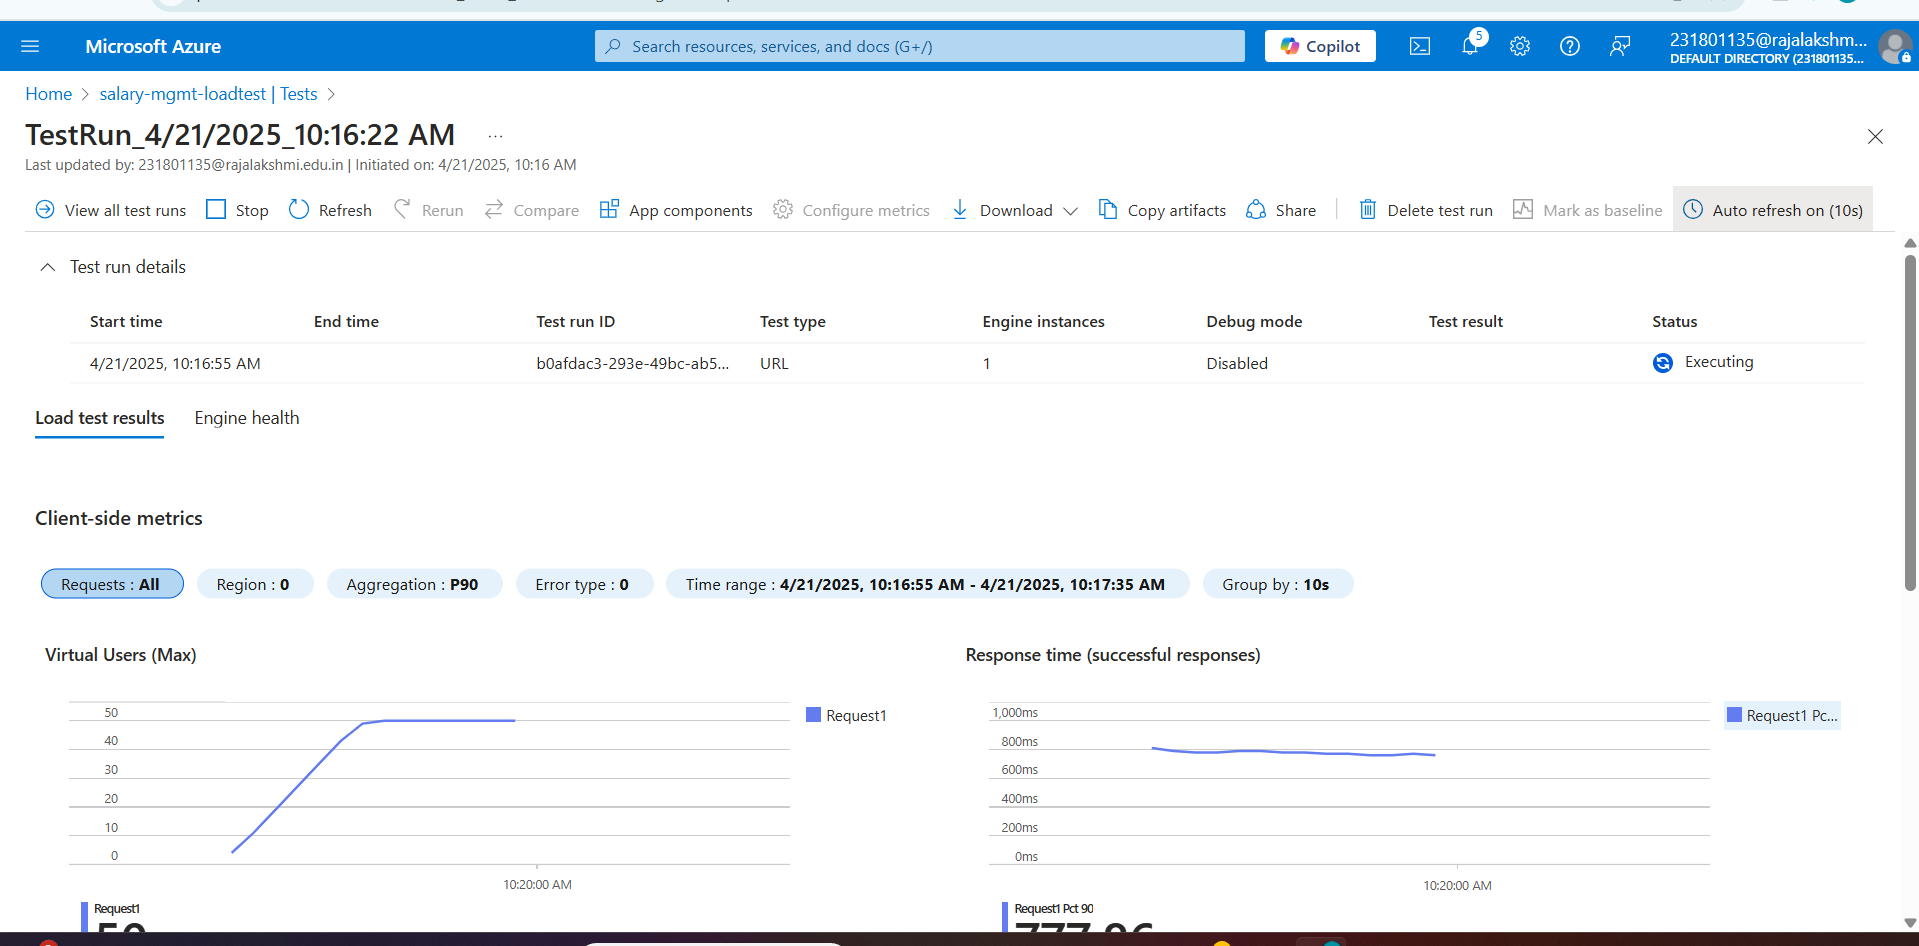 Microsoft Azure
Search resources, services, and docs (G+/)
Copilot
5
231801135@rajalakshm...
DEFAULT DIRECTORY (231801135...
Home > salary-mgmt-loadtest | Tests >
TestRun_4/21/2025_10:16:22 AM ...
Last updated by: 231801135@rajalakshmi.edu.in | Initiated on: 4/21/2025, 10:16 AM
View all test runs Stop Refresh Rerun Compare App components Configure metrics Download Copy artifacts Share Delete test run Mark as baseline Auto refresh on (10s)
Test run details
Start time End time Test run ID Test type Engine instances Debug mode Test result Status
4/21/2025, 10:16:55 AM b0afdac3-293e-49bc-ab5... URL 1 Disabled Executing
Load test results Engine health
Client-side metrics
Requests : All Region : 0 Aggregation : P90 Error type : 0 Time range : 4/21/2025, 10:16:55 AM - 4/21/2025, 10:17:35 AM Group by : 10s
Virtual Users (Max)
50
40
30
20
10
0
10:20:00 AM
Request1
Request1
50
Response time (successful responses)
1,000ms
800ms
600ms
400ms
200ms
0ms
10:20:00 AM
Request1 Pc...
Request1 Pct 90